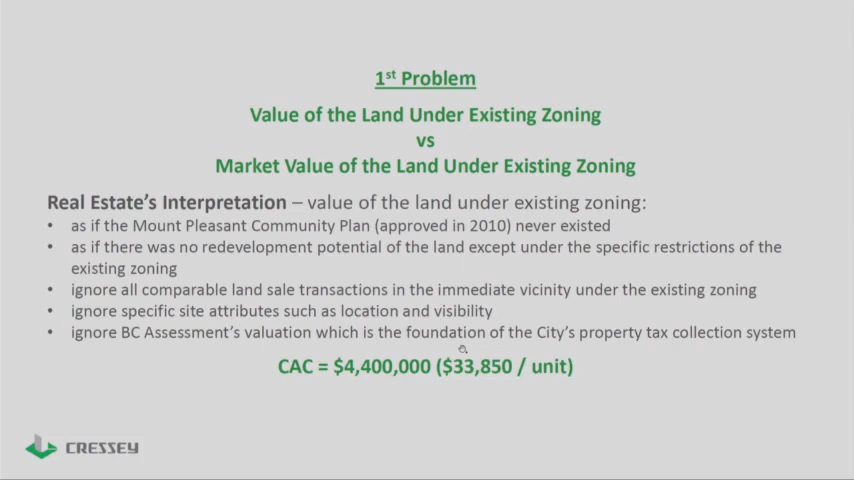 1st Problem
Value of the Land Under Existing Zoning
vs
Market Value of the Land Under Existing Zoning
Real Estate's Interpretation – value of the land under existing zoning:
• as if the Mount Pleasant Community Plan (approved in 2010) never existed
• as if there was no redevelopment potential of the land except under the specific restrictions of the
existing zoning
• ignore all comparable land sale transactions in the immediate vicinity under the existing zoning
• ignore specific site attributes such as location and visibility
• ignore BC Assessment's valuation which is the foundation of the City's property tax collection system
CAC = $4,400,000 ($33,850 / unit)
CRESSEY